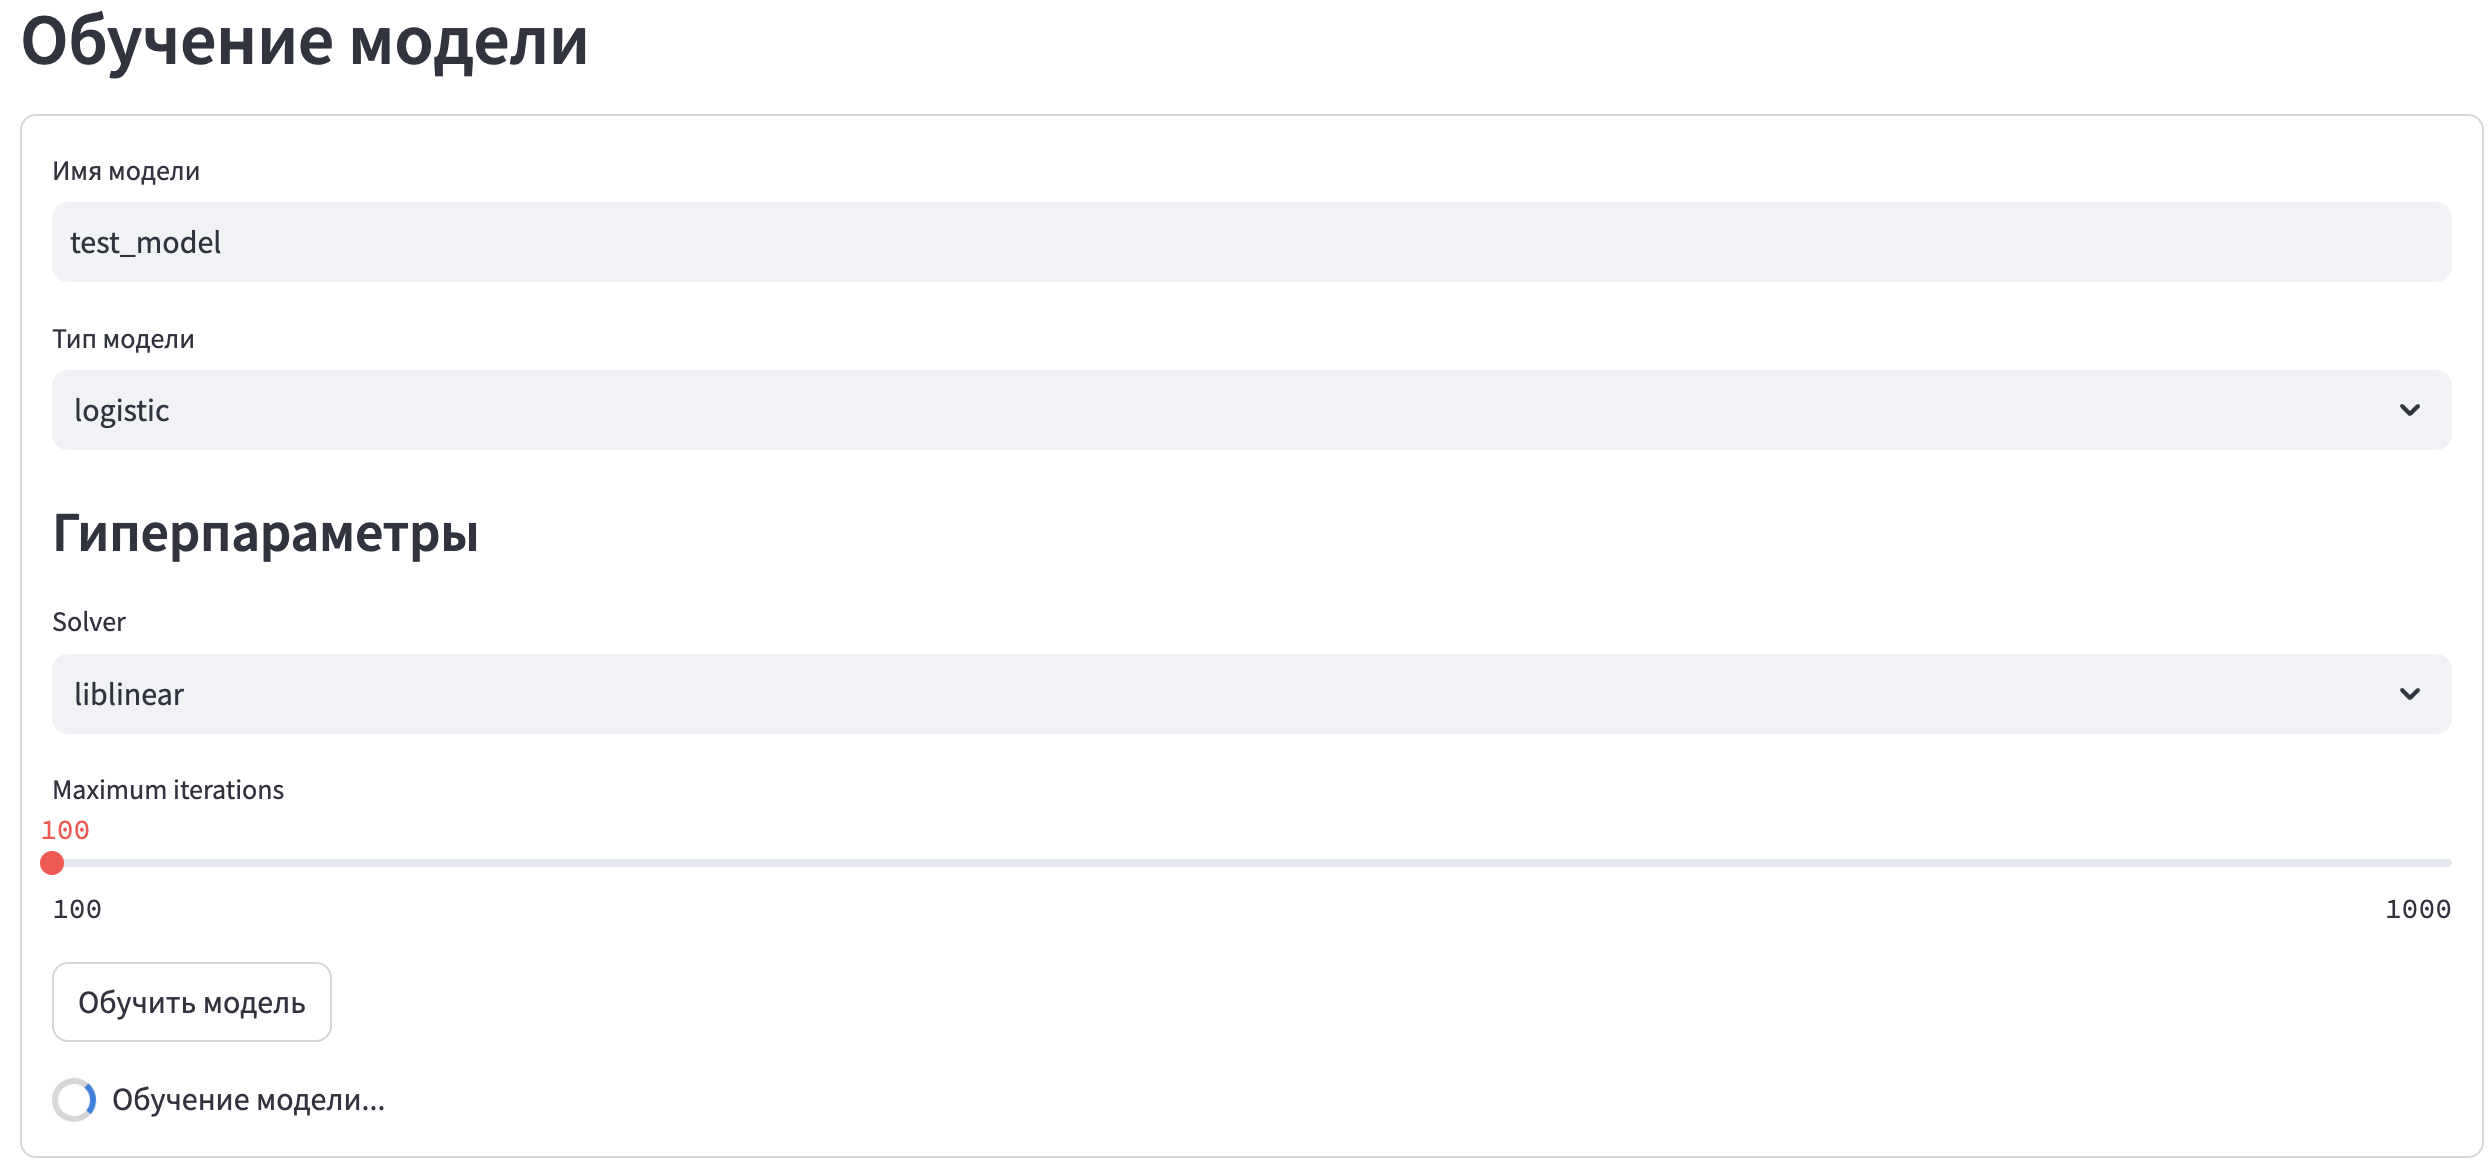 Обучение модели
Имя модели
test_model
Тип модели
logistic
Гиперпараметры
Solver
liblinear
Maximum iterations
100
100
1000
Обучить модель
Обучение модели...